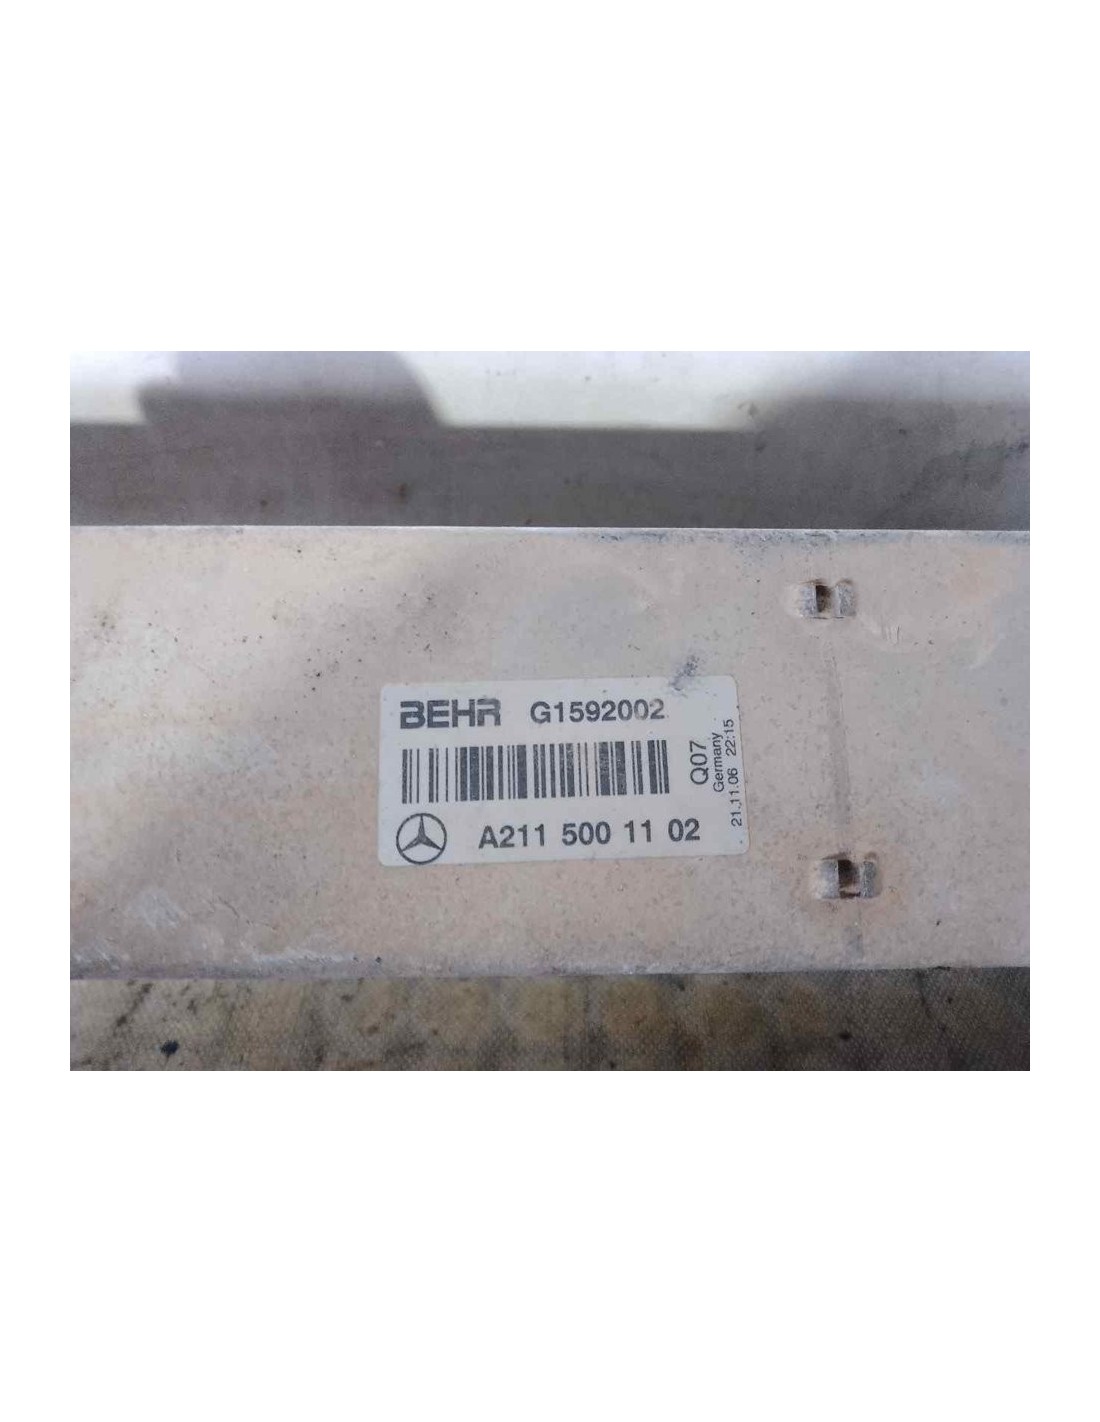 BEHR G1592002
Q07
Germany
21.11.06 22:15
A211 500 11 02